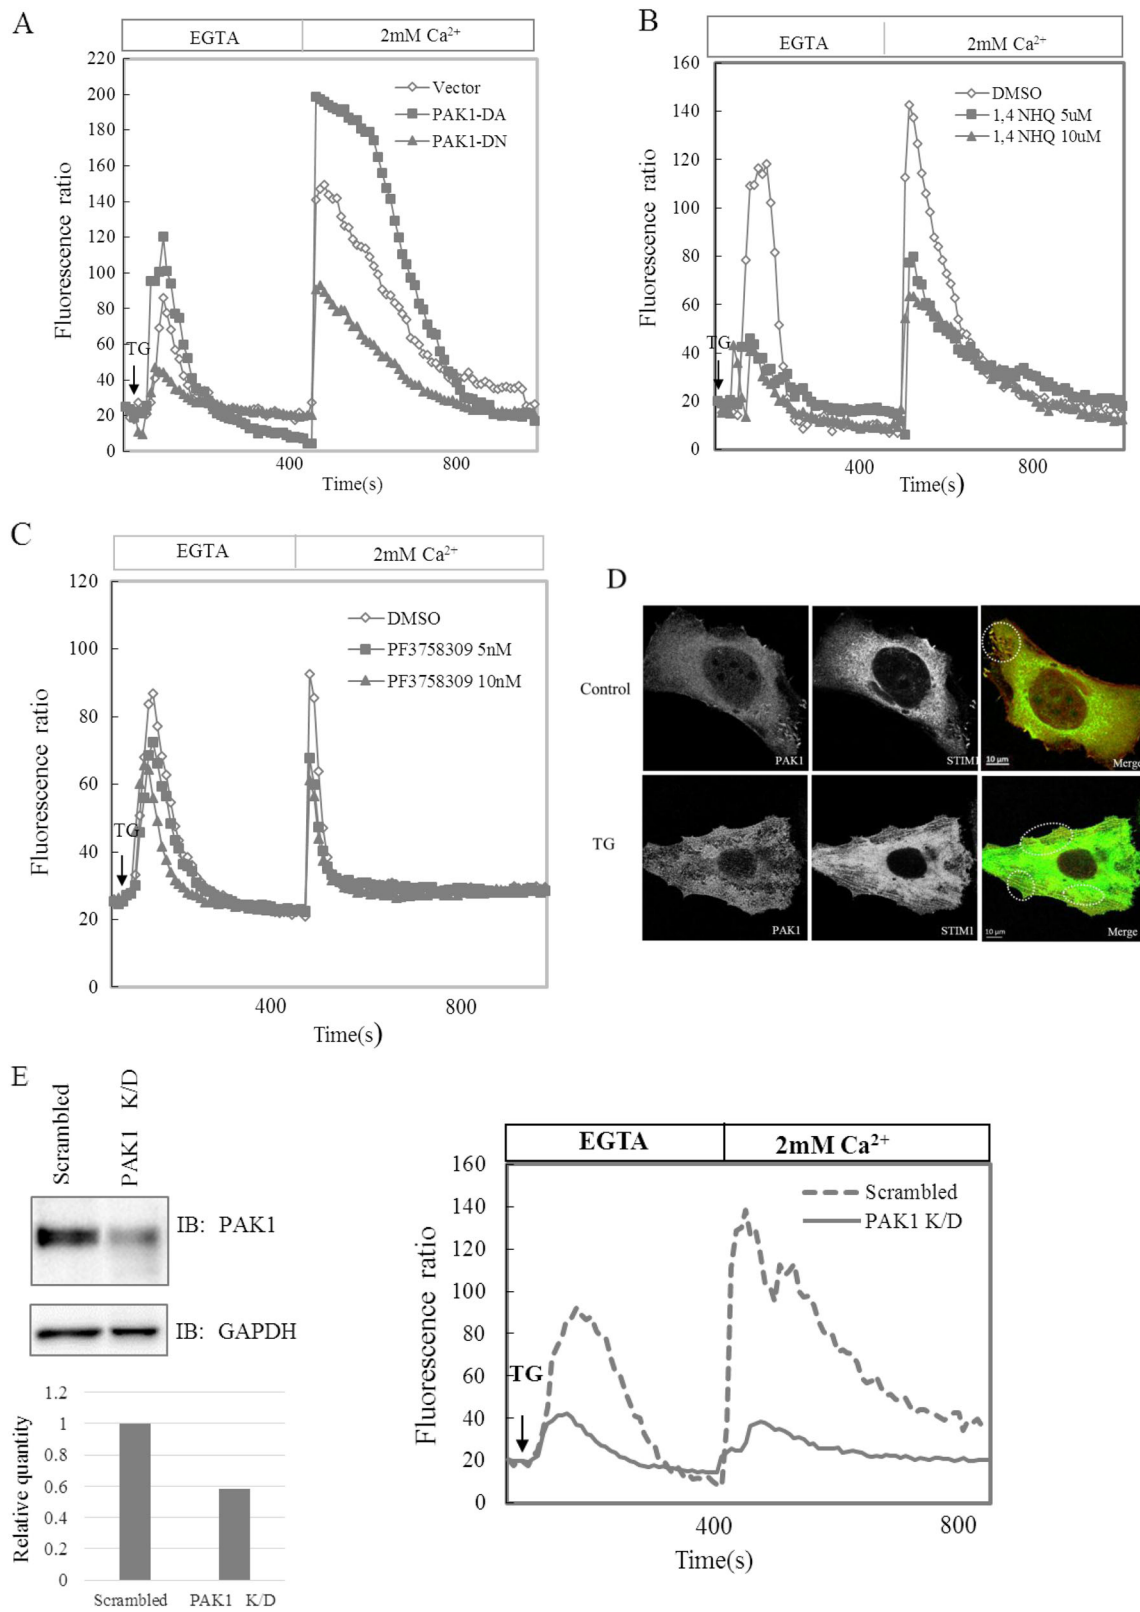 A
EGTA 2mM Ca²⁺
220
200
180
160
140
120
100
80
60
40
20
0
Fluorescence ratio
Vector
PAK1-DA
PAK1-DN
TG
400 800
Time(s)
B
EGTA 2mM Ca²⁺
160
140
120
100
80
60
40
20
0
Fluorescence ratio
DMSO
1,4 NHQ 5uM
1,4 NHQ 10uM
TG
400 800
Time(s)
C
EGTA 2mM Ca²⁺
120
100
80
60
40
20
0
Fluorescence ratio
DMSO
PF3758309 5nM
PF3758309 10nM
TG
400 800
Time(s)
D
Control
PAK1 STIM1 10 μm Merge
TG
PAK1 STIM1 10 μm Merge
E
Scrambled
PAK1 K/D
IB: PAK1
IB: GAPDH
1.2
1
0.8
0.6
0.4
0.2
0
Relative quantity
Scrambled PAK1 K/D
EGTA 2mM Ca²⁺
160
140
120
100
80
60
40
20
0
Fluorescence ratio
Scrambled
PAK1 K/D
TG
400 800
Time(s)